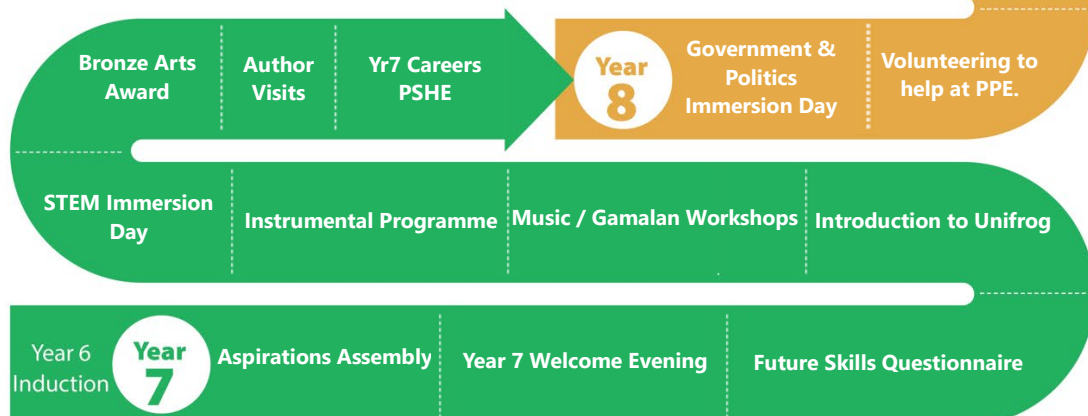 Bronze Arts
Award
Author
Visits
Yr7 Careers
PSHE
Year
8
Government &
Politics
Immersion Day
Volunteering to
help at PPE.
STEM Immersion
Day
Instrumental Programme
Music / Gamalan Workshops
Introduction to Unifrog
Year 6
Induction
Year
7
Aspirations Assembly
Year 7 Welcome Evening
Future Skills Questionnaire